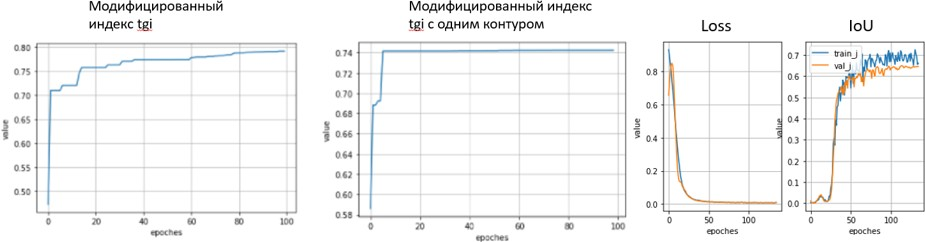 Модифицированный
индекс tgi
Модифицированный индекс
tgi с одним контуром
Loss
IoU
0.80
0.75
0.70
0.65
0.60
0.55
0.50
value
0 20 40 60 80 100
epoches
0.74
0.72
0.70
0.68
0.66
0.64
0.62
0.60
0.58
value
0 20 40 60 80 100
epoches
0.8
0.6
0.4
0.2
0.0
value
0 50 100
epoches
train_j
val_j
0.7
0.6
0.5
0.4
0.3
0.2
0.1
0.0
value
0 50 100
epoches